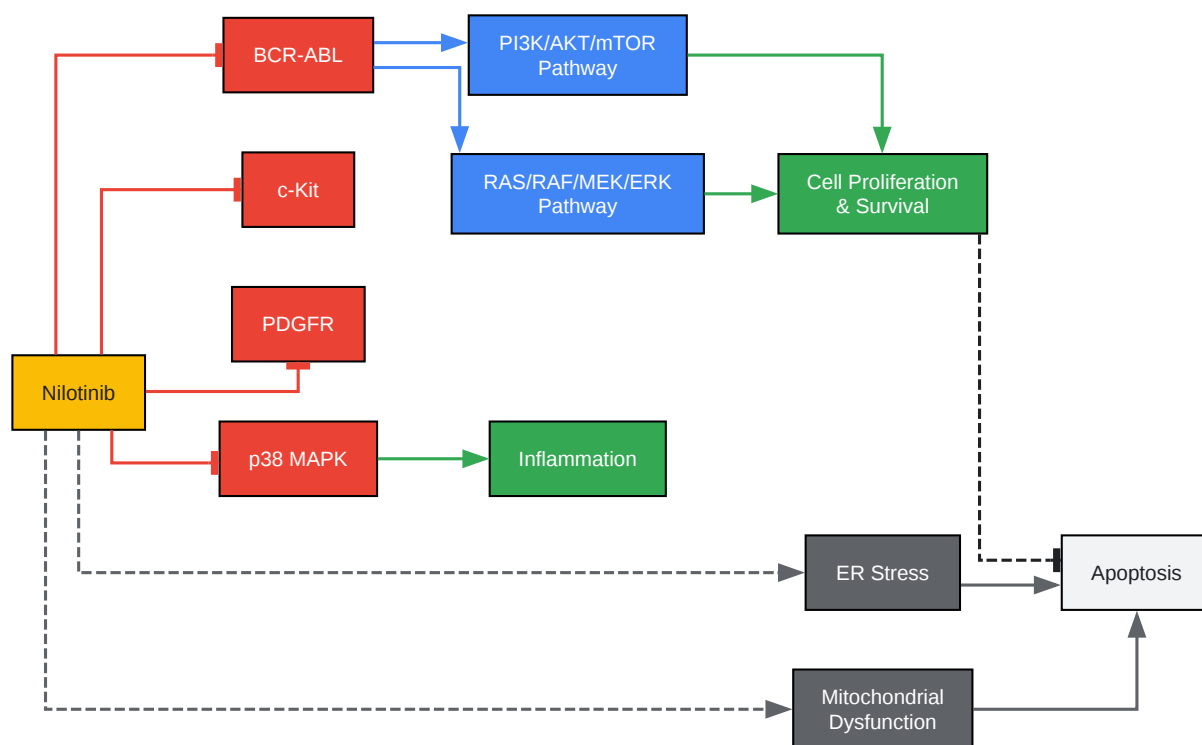 BCR-ABL
PI3K/AKT/mTOR
Pathway
c-Kit
RAS/RAF/MEK/ERK
Pathway
Cell Proliferation
& Survival
PDGFR
Nilotinib
p38 MAPK
Inflammation
ER Stress
Apoptosis
Mitochondrial
Dysfunction